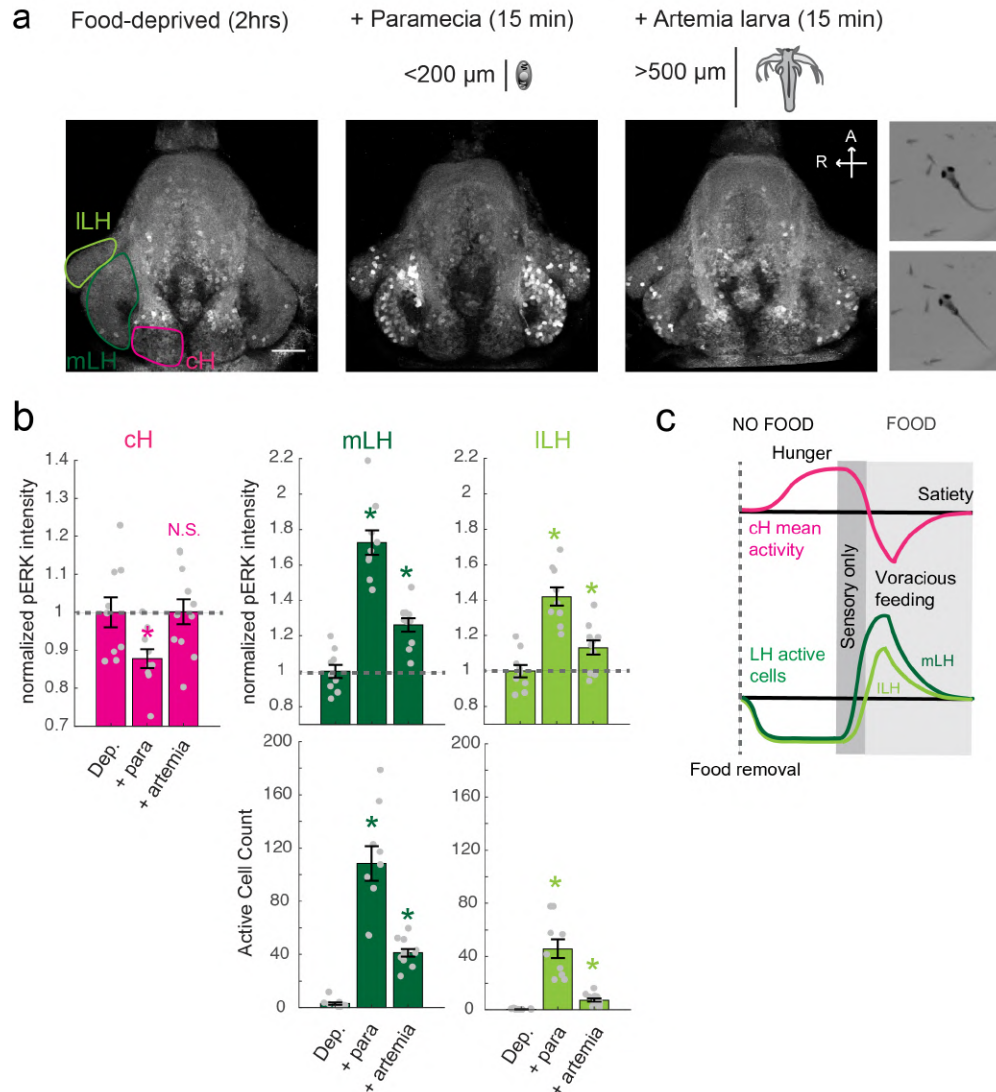 a
Food-deprived (2hrs)
+ Paramecia (15 min)
+ Artemia larva (15 min)
<200 µm
>500 µm
A
R
lLH
mLH
cH
b
cH
mLH
lLH
normalized pERK intensity
1.4
1.3
1.2
1.1
1
0.9
0.8
0.7
N.S.
*
Dep.
+ para
+ artemia
normalized pERK intensity
2.2
2
1.8
1.6
1.4
1.2
1
0.8
*
*
2.2
2
1.8
1.6
1.4
1.2
1
0.8
*
*
Active Cell Count
200
160
120
80
40
0
*
*
Dep.
+ para
+ artemia
200
160
120
80
40
0
*
*
Dep.
+ para
+ artemia
c
NO FOOD
FOOD
Hunger
Satiety
cH mean
activity
Sensory only
Voracious
feeding
LH active
cells
mLH
lLH
Food removal